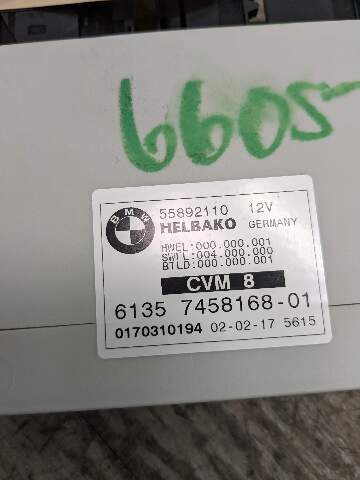 6605
BMW
55892110 12V
HELBAKO GERMANY
HWEL:000.000.001
SWFL:004.000.000
BTLD:000.000.001
CVM 8
6135 7458168-01
0170310194 02-02-17 5615